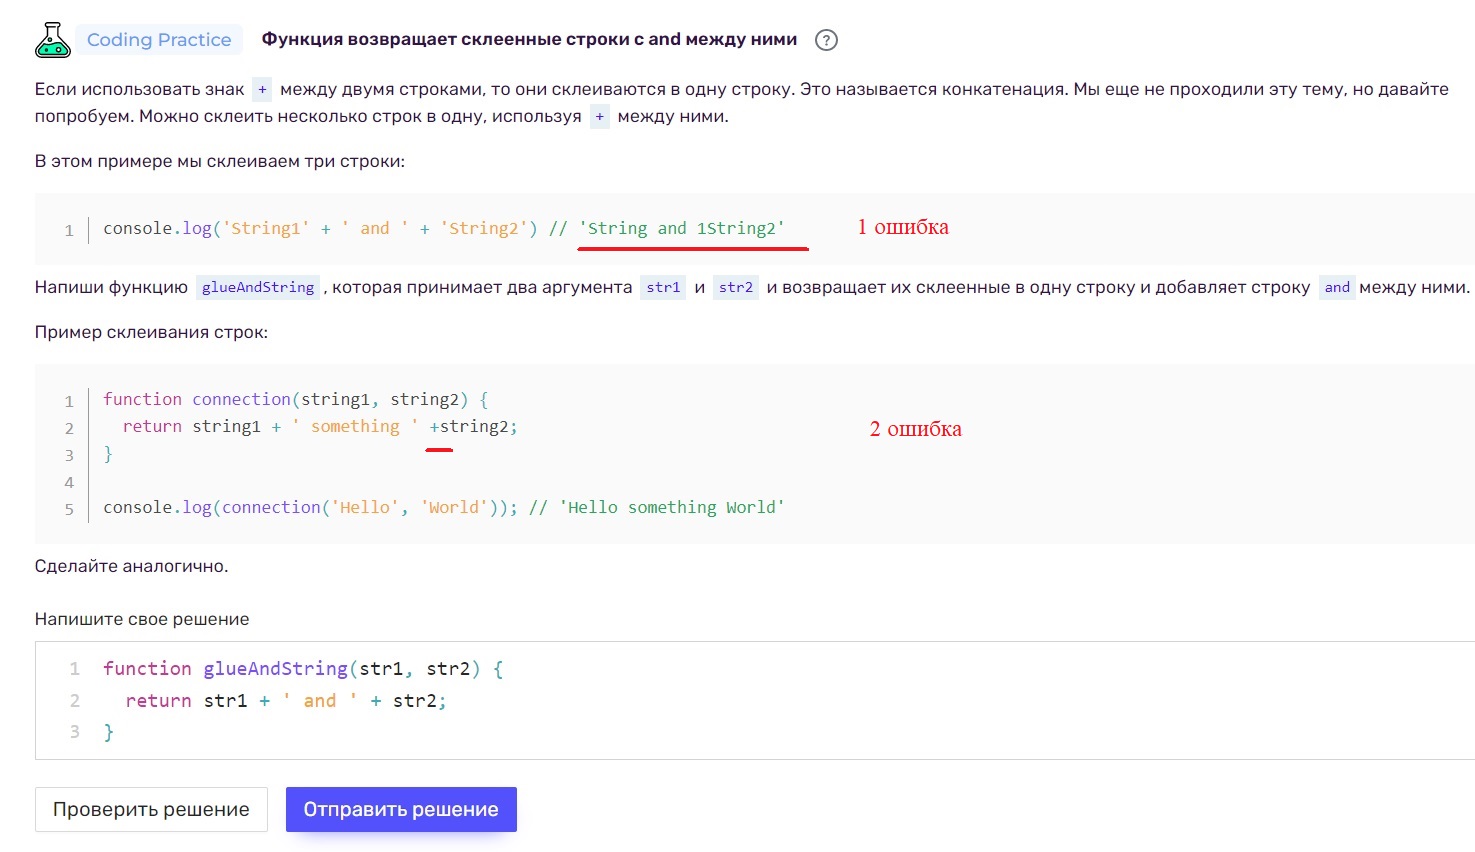 Coding Practice Функция возвращает склеенные строки с and между ними ?
Если использовать знак + между двумя строками, то они склеиваются в одну строку. Это называется конкатенация. Мы еще не проходили эту тему, но давайте
попробуем. Можно склеить несколько строк в одну, используя + между ними.
В этом примере мы склеиваем три строки:
1 console.log('String1' + ' and ' + 'String2') // 'String and 1String2' 1 ошибка
Напиши функцию glueAndString , которая принимает два аргумента str1 и str2 и возвращает их склеенные в одну строку и добавляет строку and между ними.
Пример склеивания строк:
1 function connection(string1, string2) {
2 return string1 + ' something ' +string2; 2 ошибка
3 }
4
5 console.log(connection('Hello', 'World')); // 'Hello something World'
Сделайте аналогично.
Напишите свое решение
1 function glueAndString(str1, str2) {
2 return str1 + ' and ' + str2;
3 }
Проверить решение Отправить решение